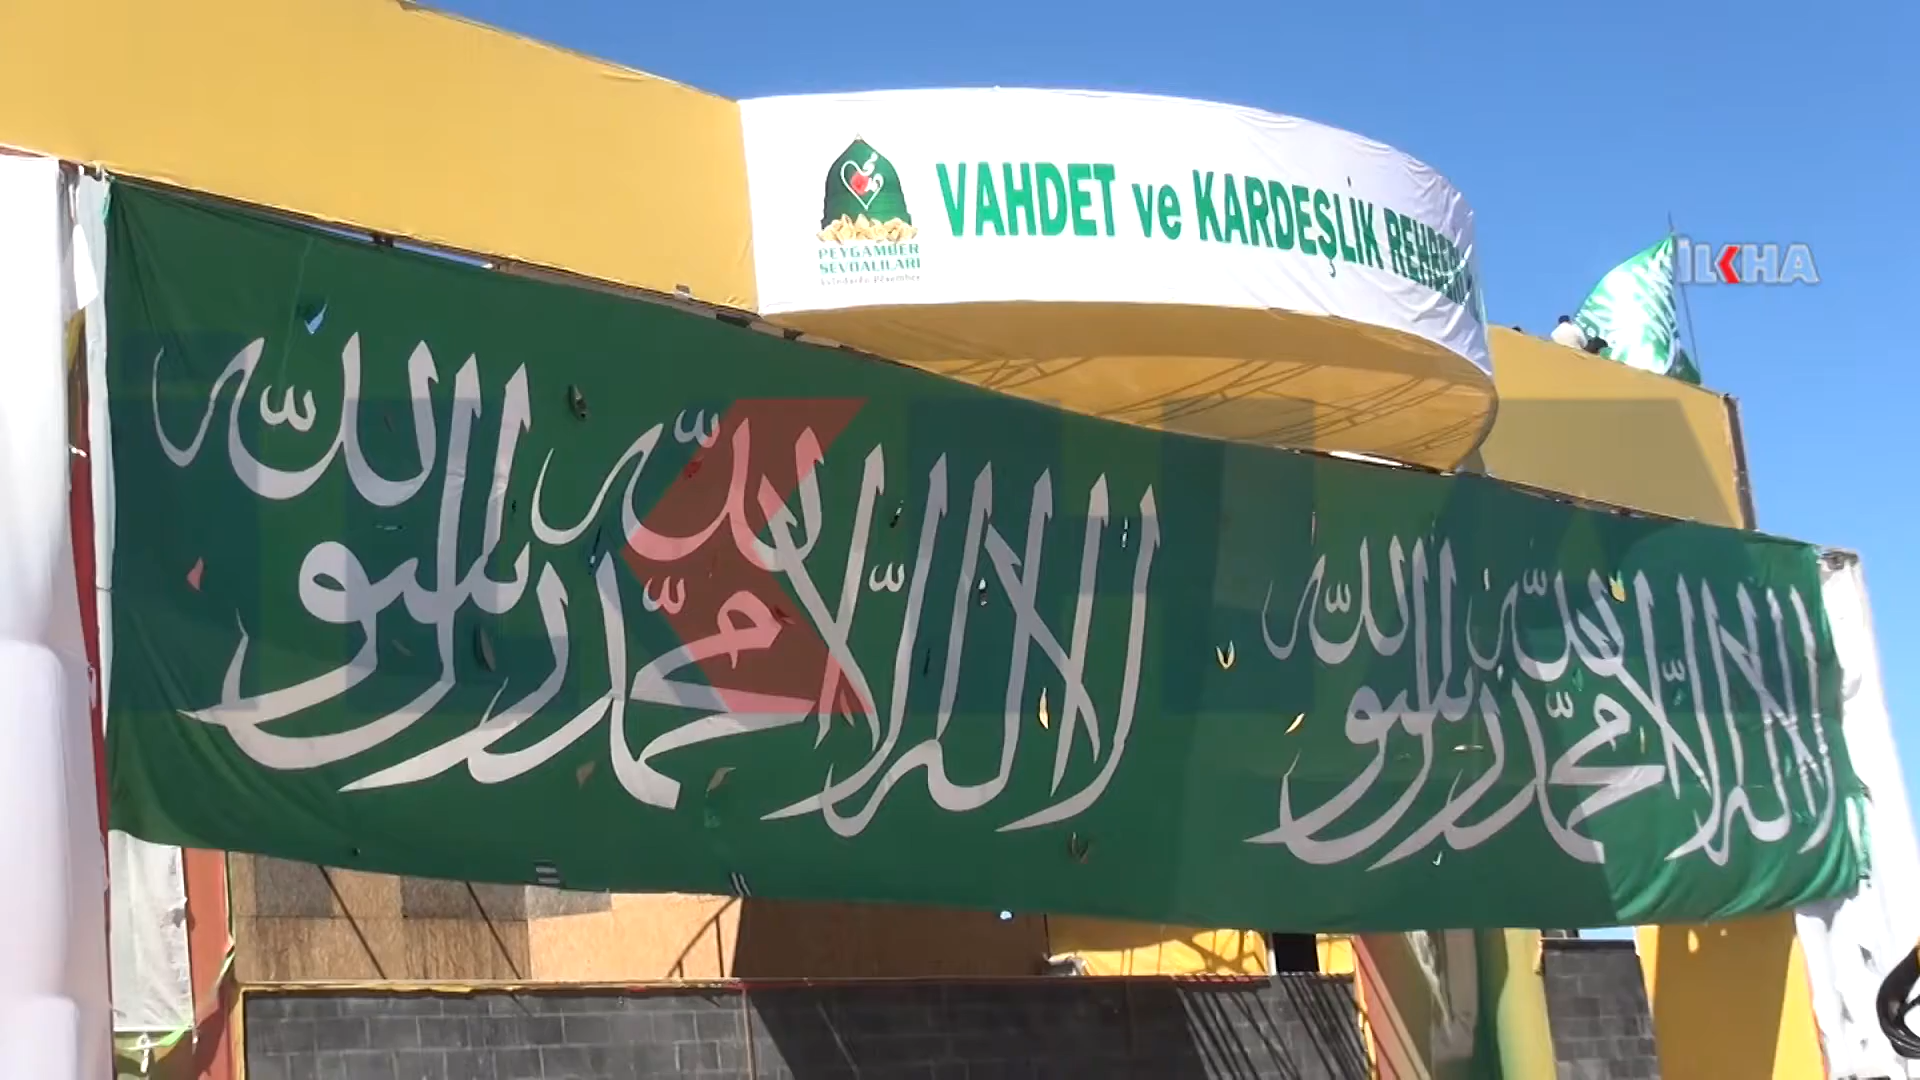 VAHDET ve KARDEŞLİK REHBERİ
PEYGAMBER
SEVDALILARI
İLKHA
لا اله الا الله محمد رسول الله
لا اله الا الله محمد رسول الله